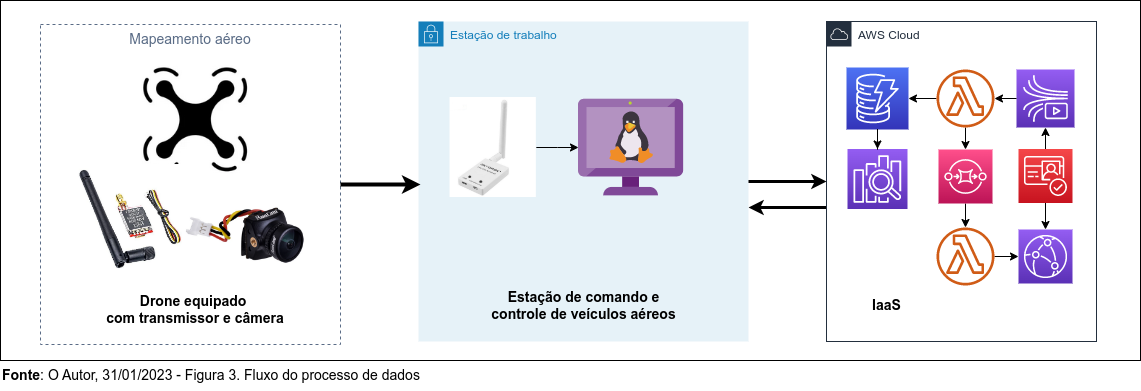 Mapeamento aéreo
Drone equipado
com transmissor e câmera
Estação de trabalho
Estação de comando e
controle de veículos aéreos
AWS Cloud
IaaS
Fonte: O Autor, 31/01/2023 - Figura 3. Fluxo do processo de dados